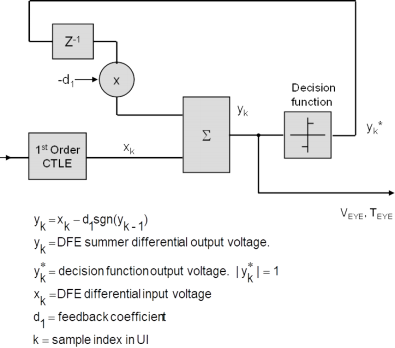 Z⁻¹
-d₁
x
Decision
function
Σ
yₖ
yₖ*
1ˢᵗ Order
CTLE
xₖ
V_EYE, T_EYE
yₖ = xₖ - d₁sgn(yₖ₋₁)
yₖ = DFE summer differential output voltage.
yₖ* = decision function output voltage. |yₖ*| = 1
xₖ = DFE differential input voltage
d₁ = feedback coefficient
k = sample index in UI